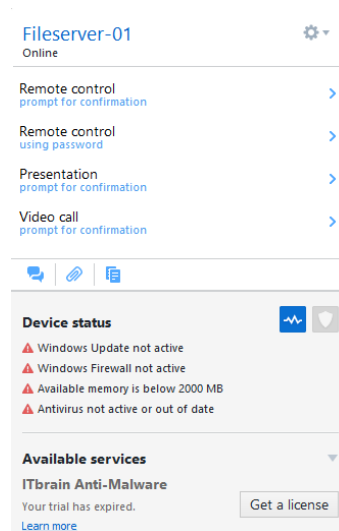 Fileserver-01
Online
Remote control
prompt for confirmation
Remote control
using password
Presentation
prompt for confirmation
Video call
prompt for confirmation
Device status
Windows Update not active
Windows Firewall not active
Available memory is below 2000 MB
Antivirus not active or out of date
Available services
ITbrain Anti-Malware
Your trial has expired.
Get a license
Learn more